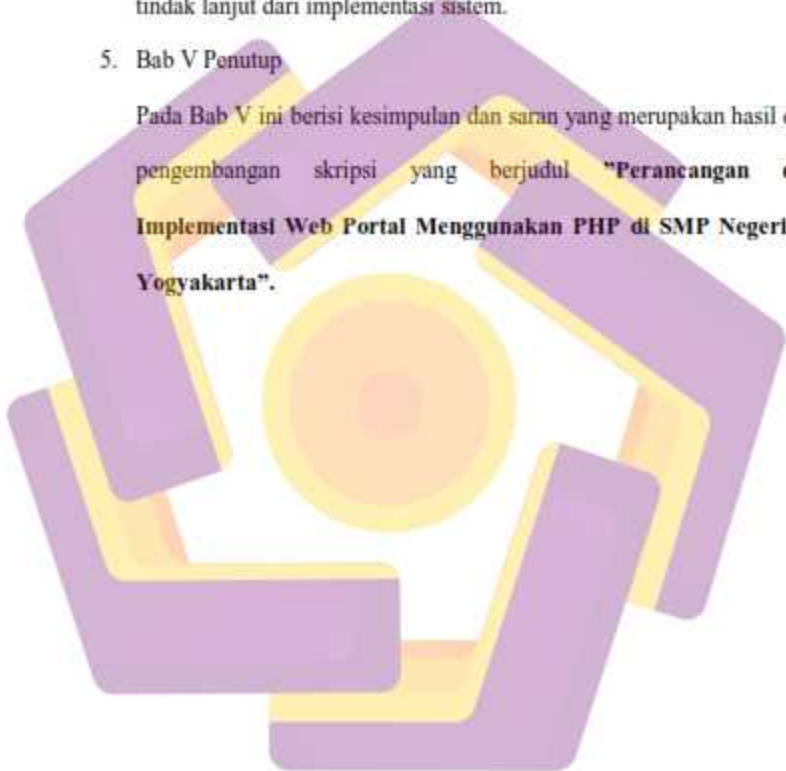 tindak lanjut dari implementasi sistem.
5. Bab V Penutup
Pada Bab V ini berisi kesimpulan dan saran yang merupakan hasil
pengembangan skripsi yang berjudul "Perancangan
Implementasi Web Portal Menggunakan PHP di SMP Negeri
Yogyakarta".